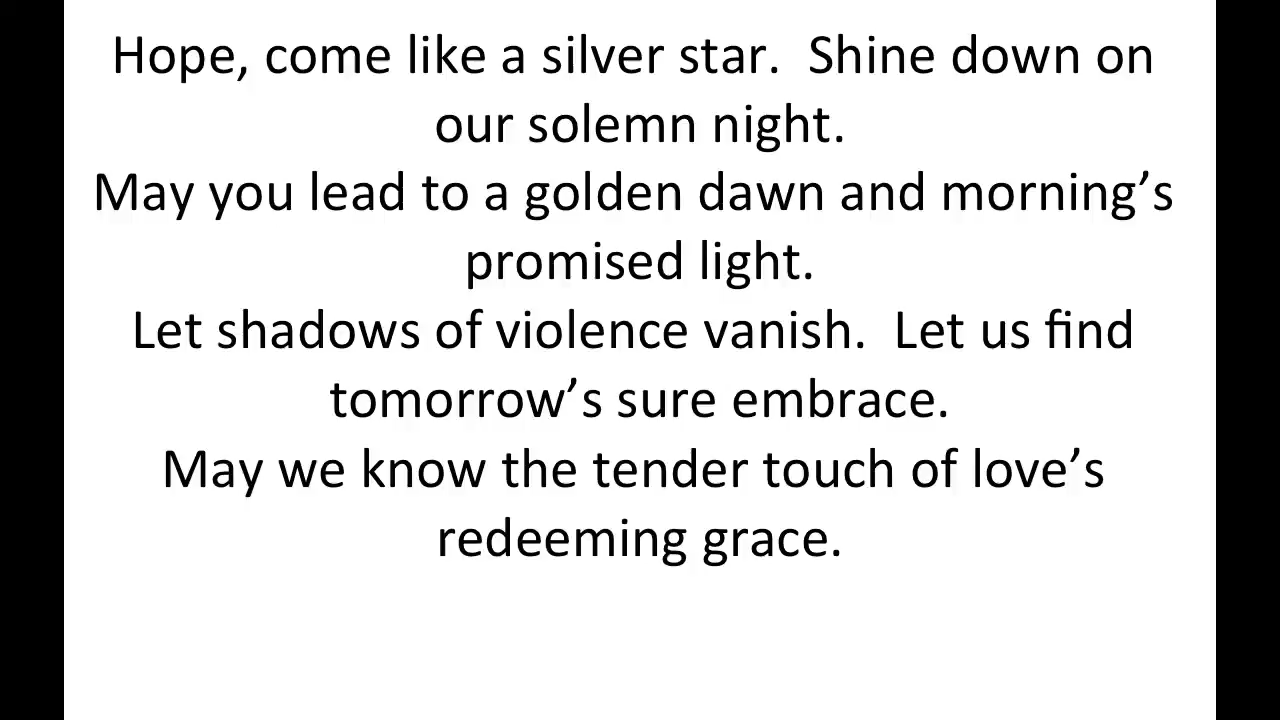 Hope, come like a silver star.  Shine down on
our solemn night.
May you lead to a golden dawn and morning’s
promised light.
Let shadows of violence vanish.  Let us find
tomorrow’s sure embrace.
May we know the tender touch of love’s
redeeming grace.